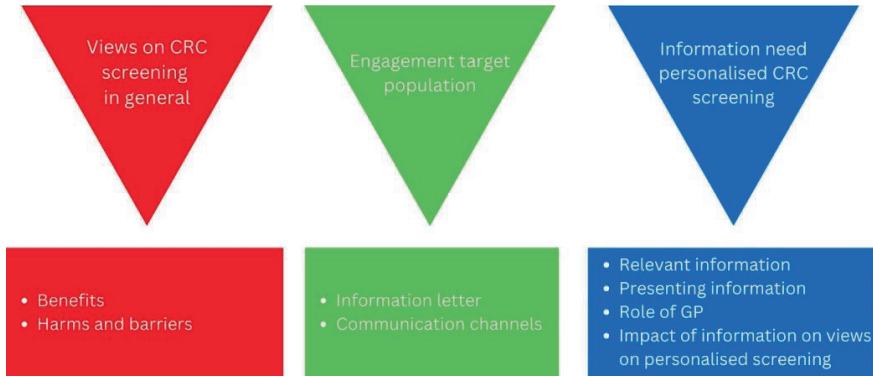 Views on CRC
screening
in general
Engagement target
population
Information need
personalised CRC
screening
• Benefits
• Harms and barriers
• Information letter
• Communication channels
• Relevant information
• Presenting information
• Role of GP
• Impact of information on views
on personalised screening